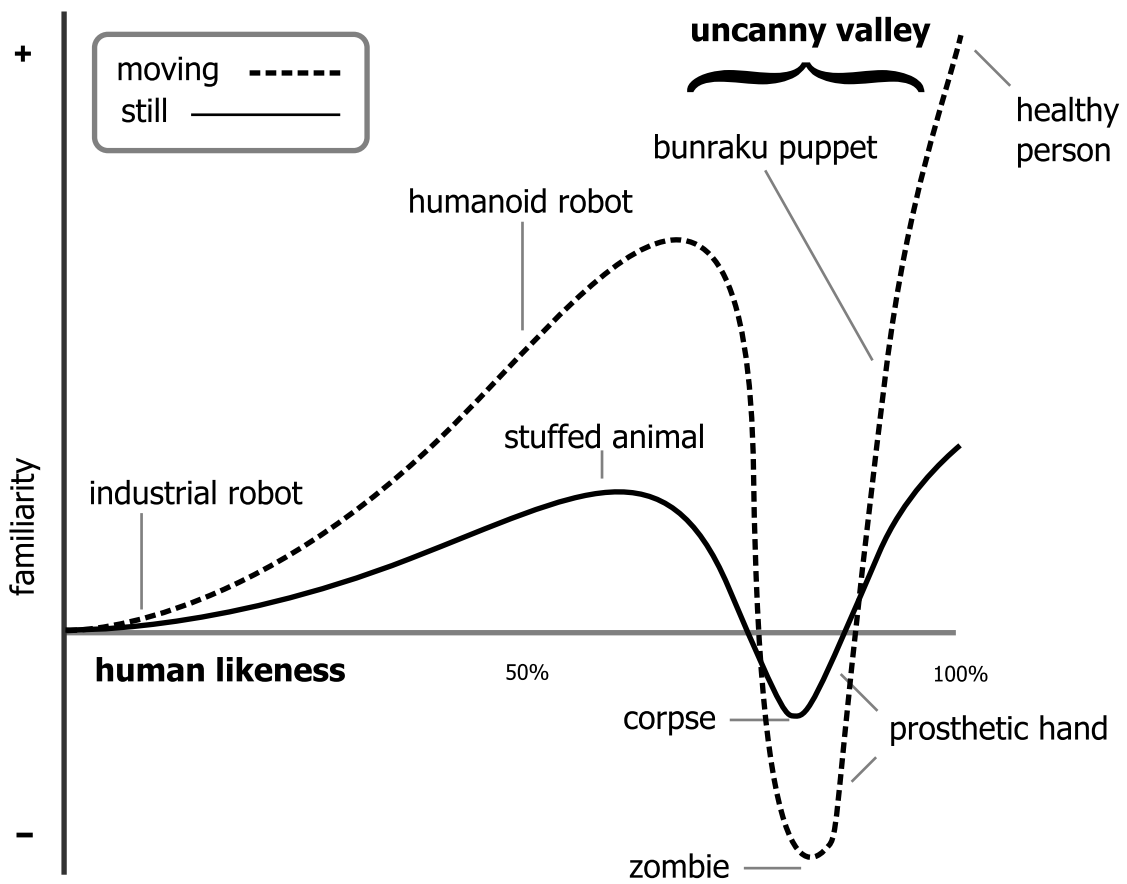 +
uncanny valley
moving
still
healthy
person
bunraku puppet
humanoid robot
stuffed animal
industrial robot
familiarity
human likeness
50%
100%
corpse
prosthetic hand
–
zombie